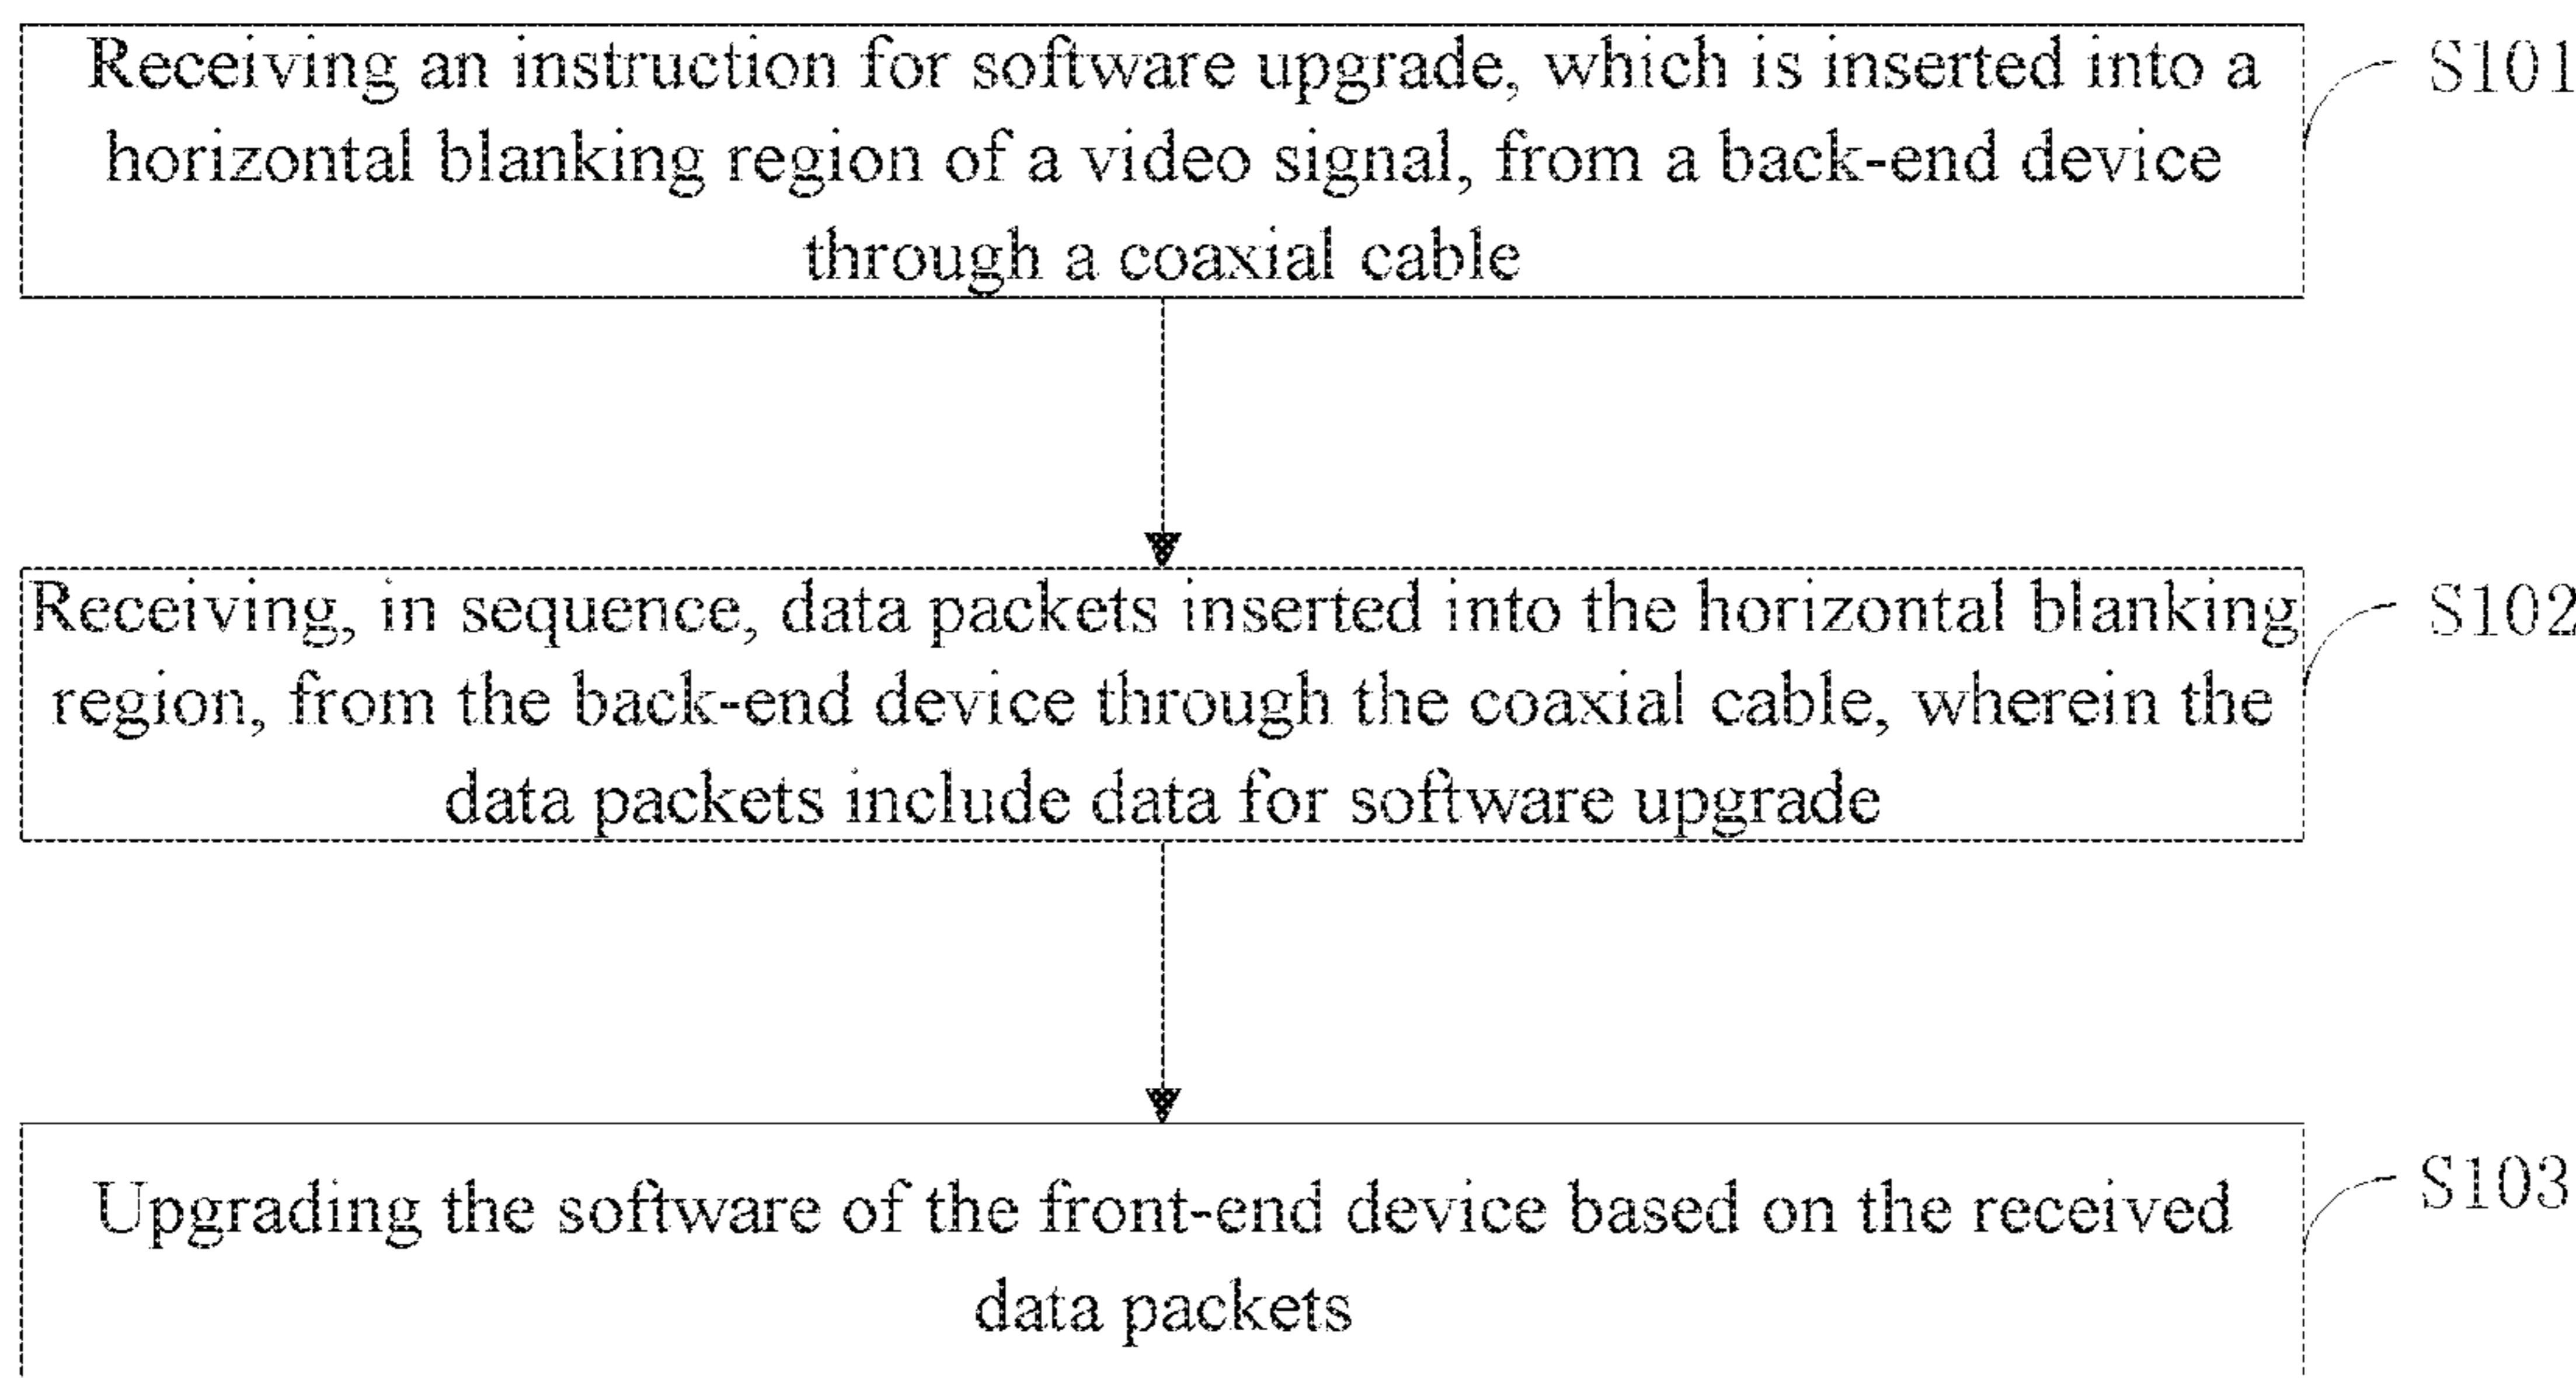 Receiving an instruction for software upgrade, which is inserted into a
horizontal blanking region of a video signal, from a back-end device
through a coaxial cable
S101
Receiving, in sequence, data packets inserted into the horizontal blanking
region, from the back-end device through the coaxial cable, wherein the
data packets include data for software upgrade
S102
Upgrading the software of the front-end device based on the received
data packets
S103